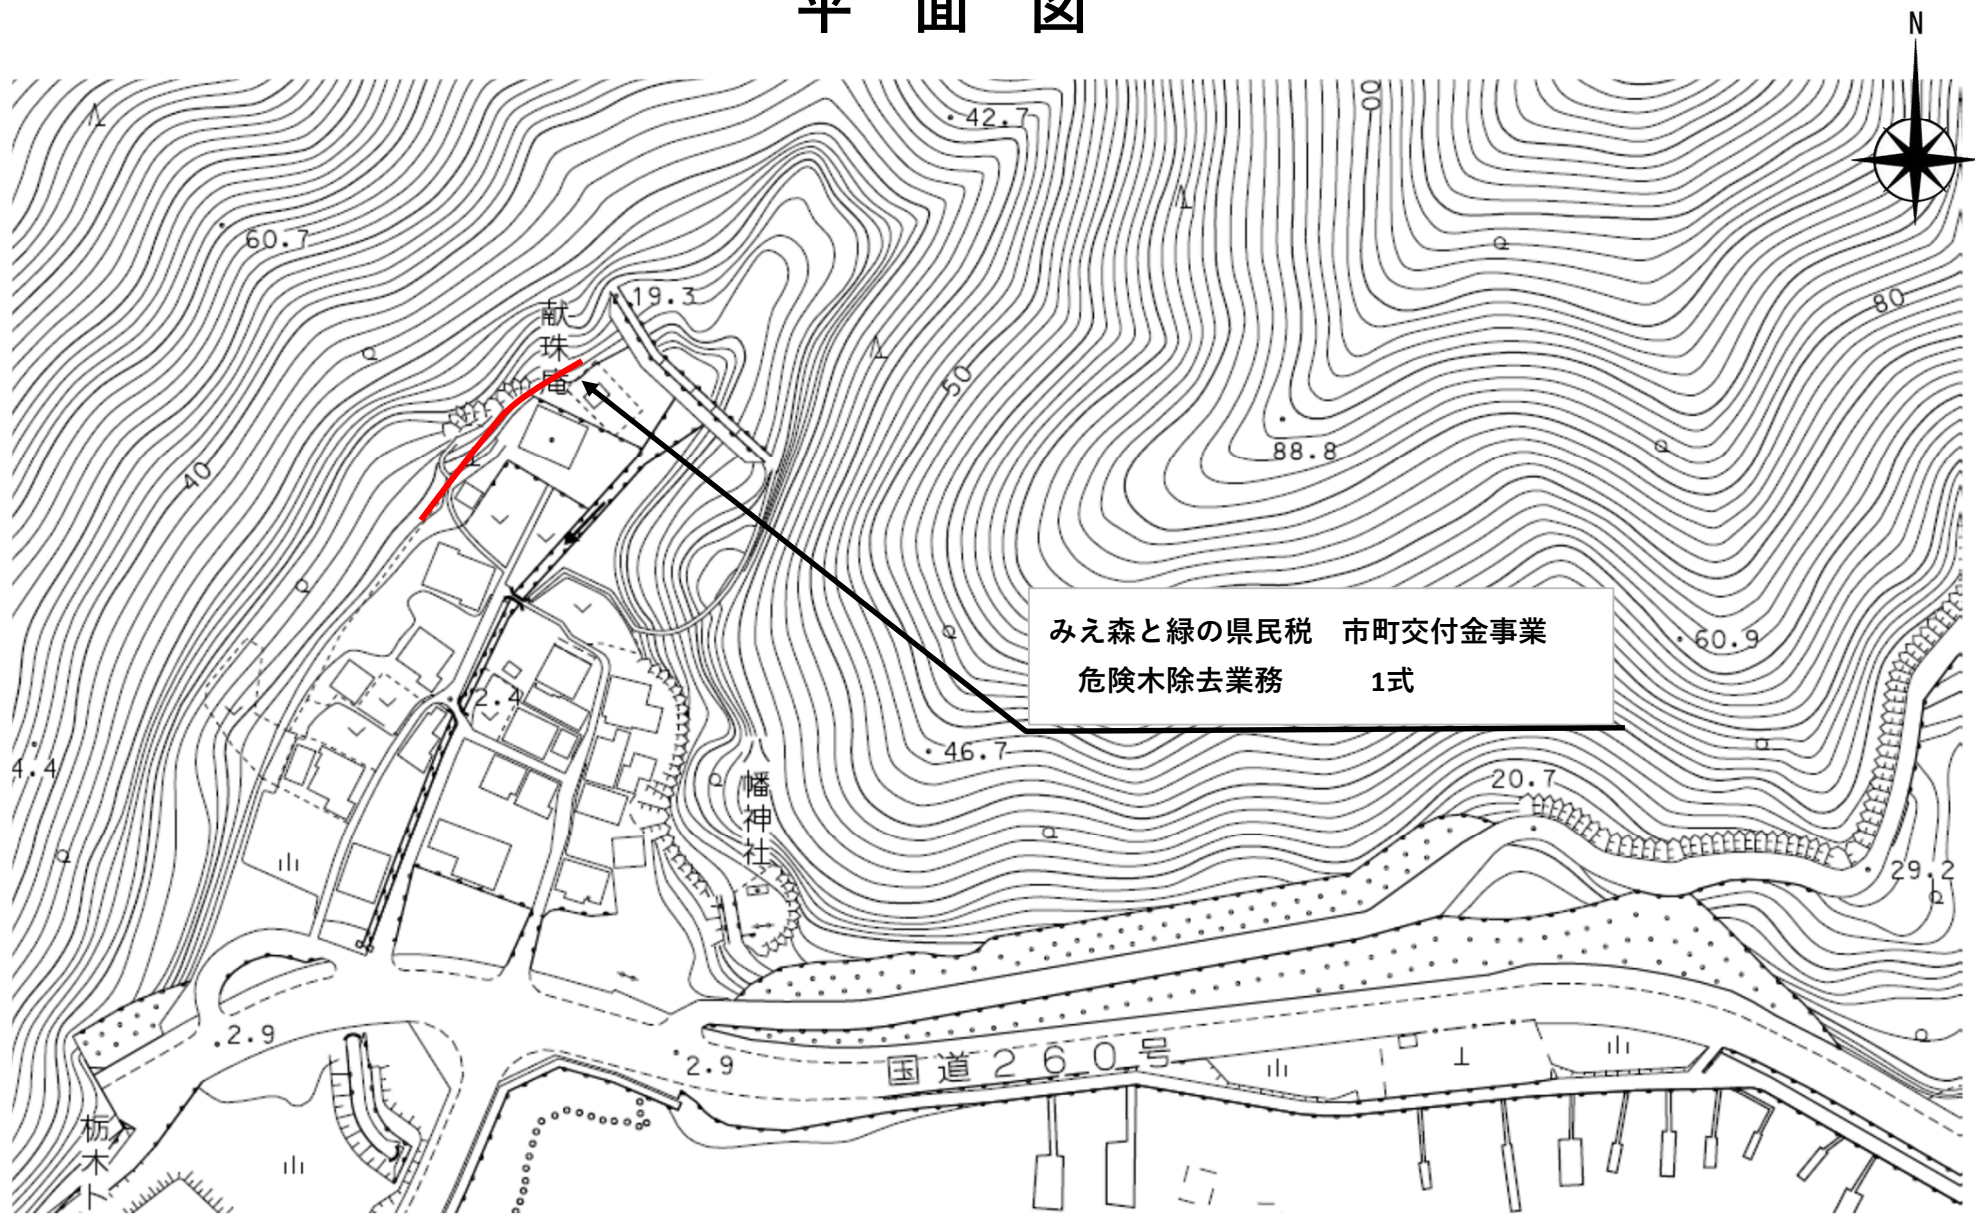 平 面 図
N
42.7
00
60.7
80
19.3
献珠庵
50
88.8
40
みえ森と緑の県民税 市町交付金事業
危険木除去業務 1式
60.9
2.4
4.4
46.7
八幡神社
20.7
29.2
2.9
2.9
国道260号
栃木